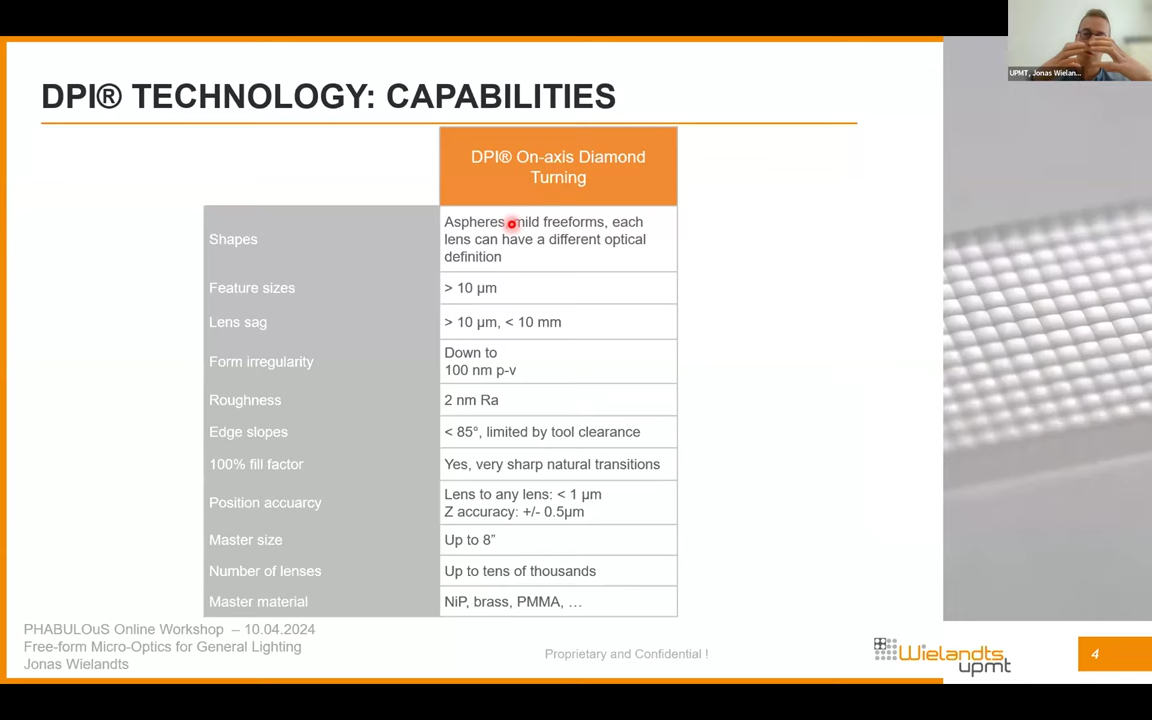 UPMT, Jonas Wielan...
DPI® TECHNOLOGY: CAPABILITIES
DPI® On-axis Diamond
Turning
Shapes
Aspheres, mild freeforms, each
lens can have a different optical
definition
Feature sizes
> 10 µm
Lens sag
> 10 µm, < 10 mm
Form irregularity
Down to
100 nm p-v
Roughness
2 nm Ra
Edge slopes
< 85°, limited by tool clearance
100% fill factor
Yes, very sharp natural transitions
Position accuarcy
Lens to any lens: < 1 µm
Z accuracy: +/- 0.5µm
Master size
Up to 8”
Number of lenses
Up to tens of thousands
Master material
NiP, brass, PMMA, …
PHABULOuS Online Workshop – 10.04.2024
Free-form Micro-Optics for General Lighting
Jonas Wielandts
Proprietary and Confidential !
Wielandts
upmt
4